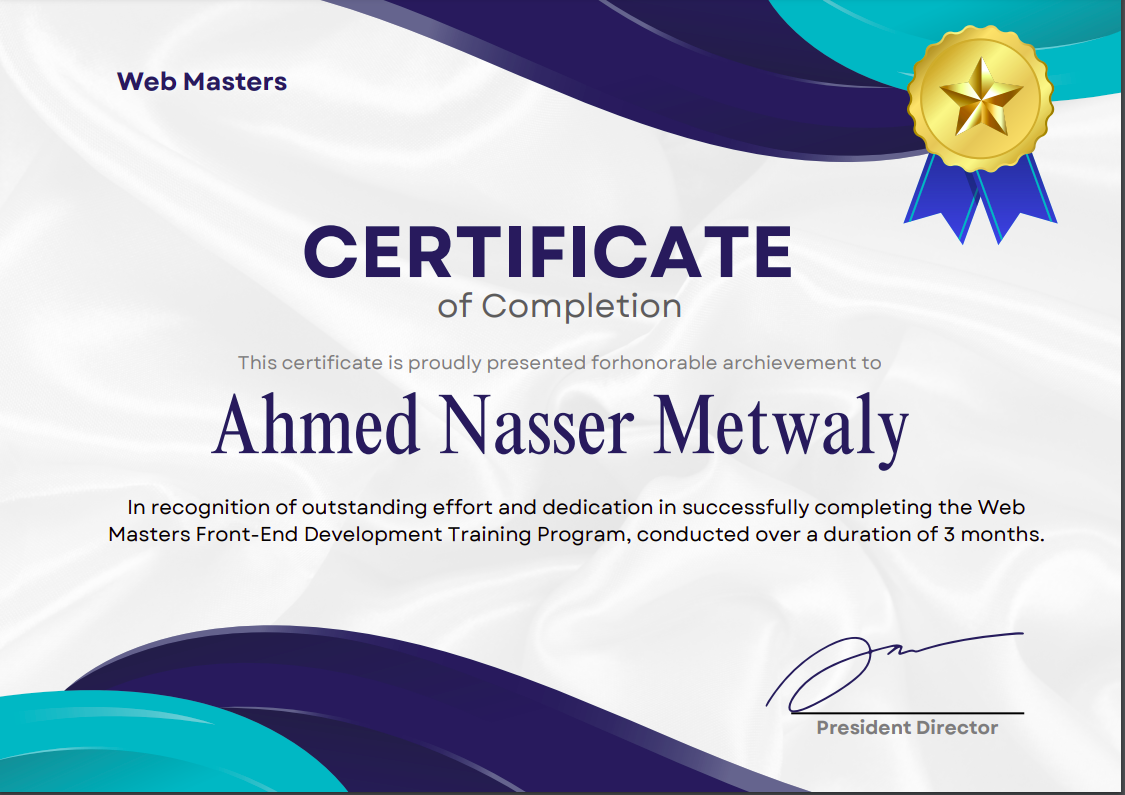 Web Masters
CERTIFICATE
of Completion
This certificate is proudly presented forhonorable archievement to
Ahmed Nasser Metwaly
In recognition of outstanding effort and dedication in successfully completing the Web
Masters Front-End Development Training Program, conducted over a duration of 3 months.
President Director